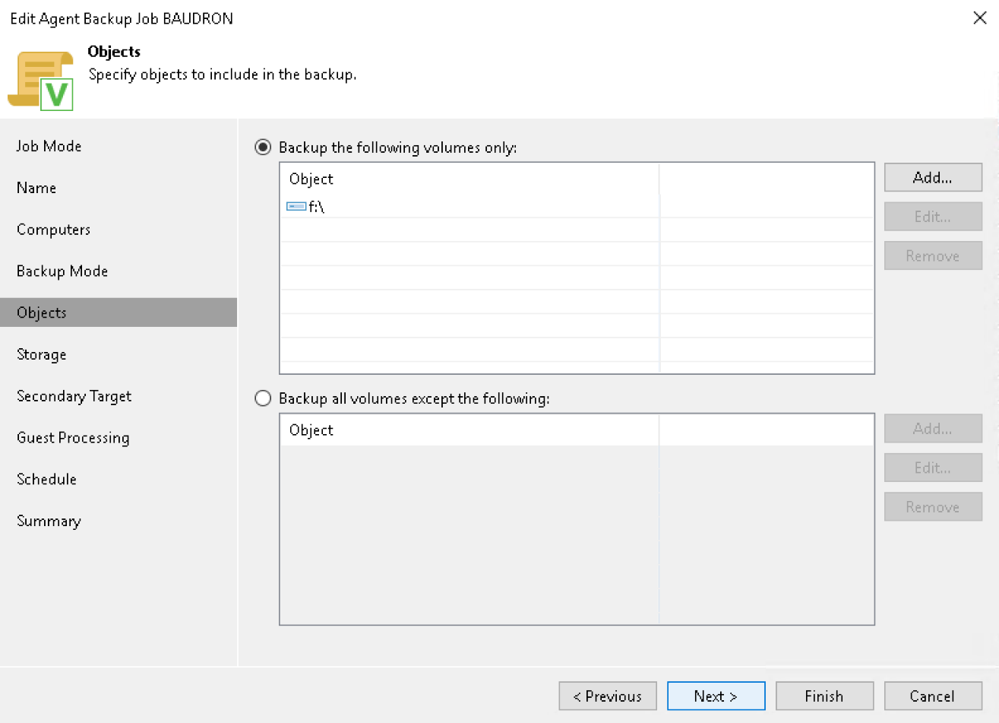 Edit Agent Backup Job BAUDRON
Objects
Specify objects to include in the backup.
V
Job Mode
Name
Computers
Backup Mode
Objects
Storage
Secondary Target
Guest Processing
Schedule
Summary
Backup the following volumes only:
Object
f:\
Add...
Edit...
Remove
Backup all volumes except the following:
Object
Add...
Edit...
Remove
< Previous
Next >
Finish
Cancel